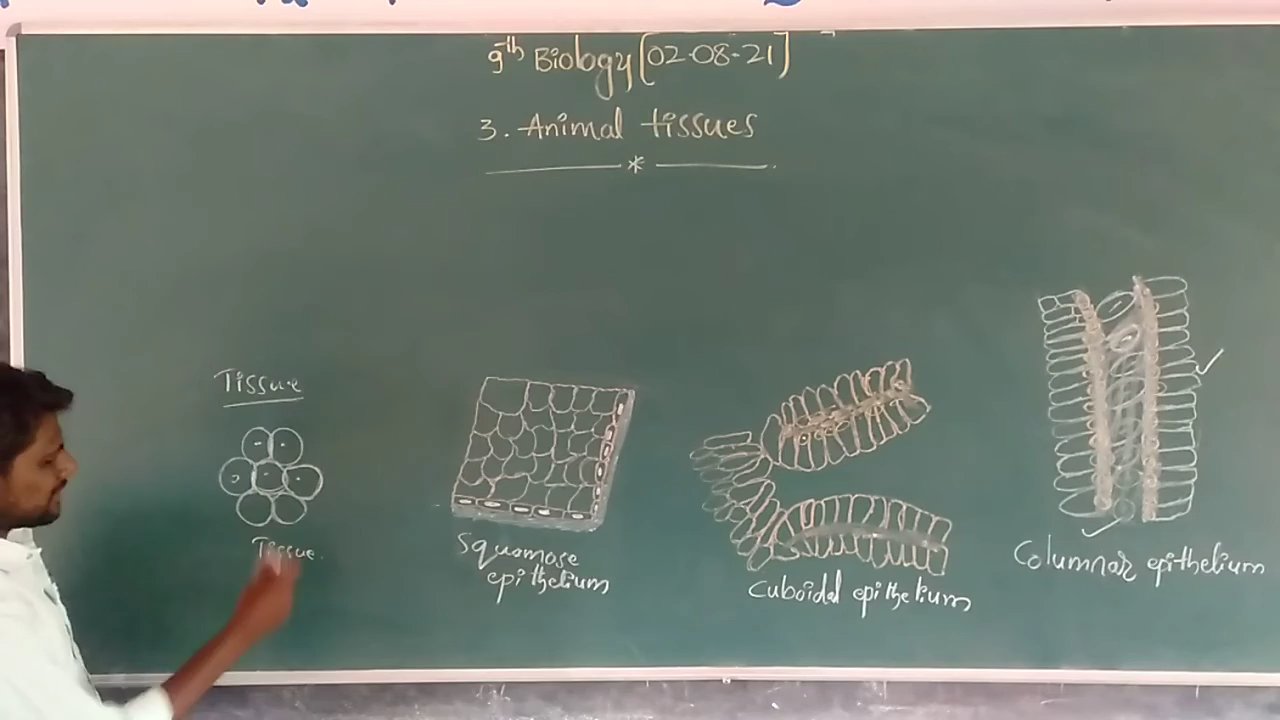 9th Biology [02-08-21]
3. Animal tissues
Tissue
Tissue.
Squamose
epithelium
Cuboidal epithelium
Columnar epithelium